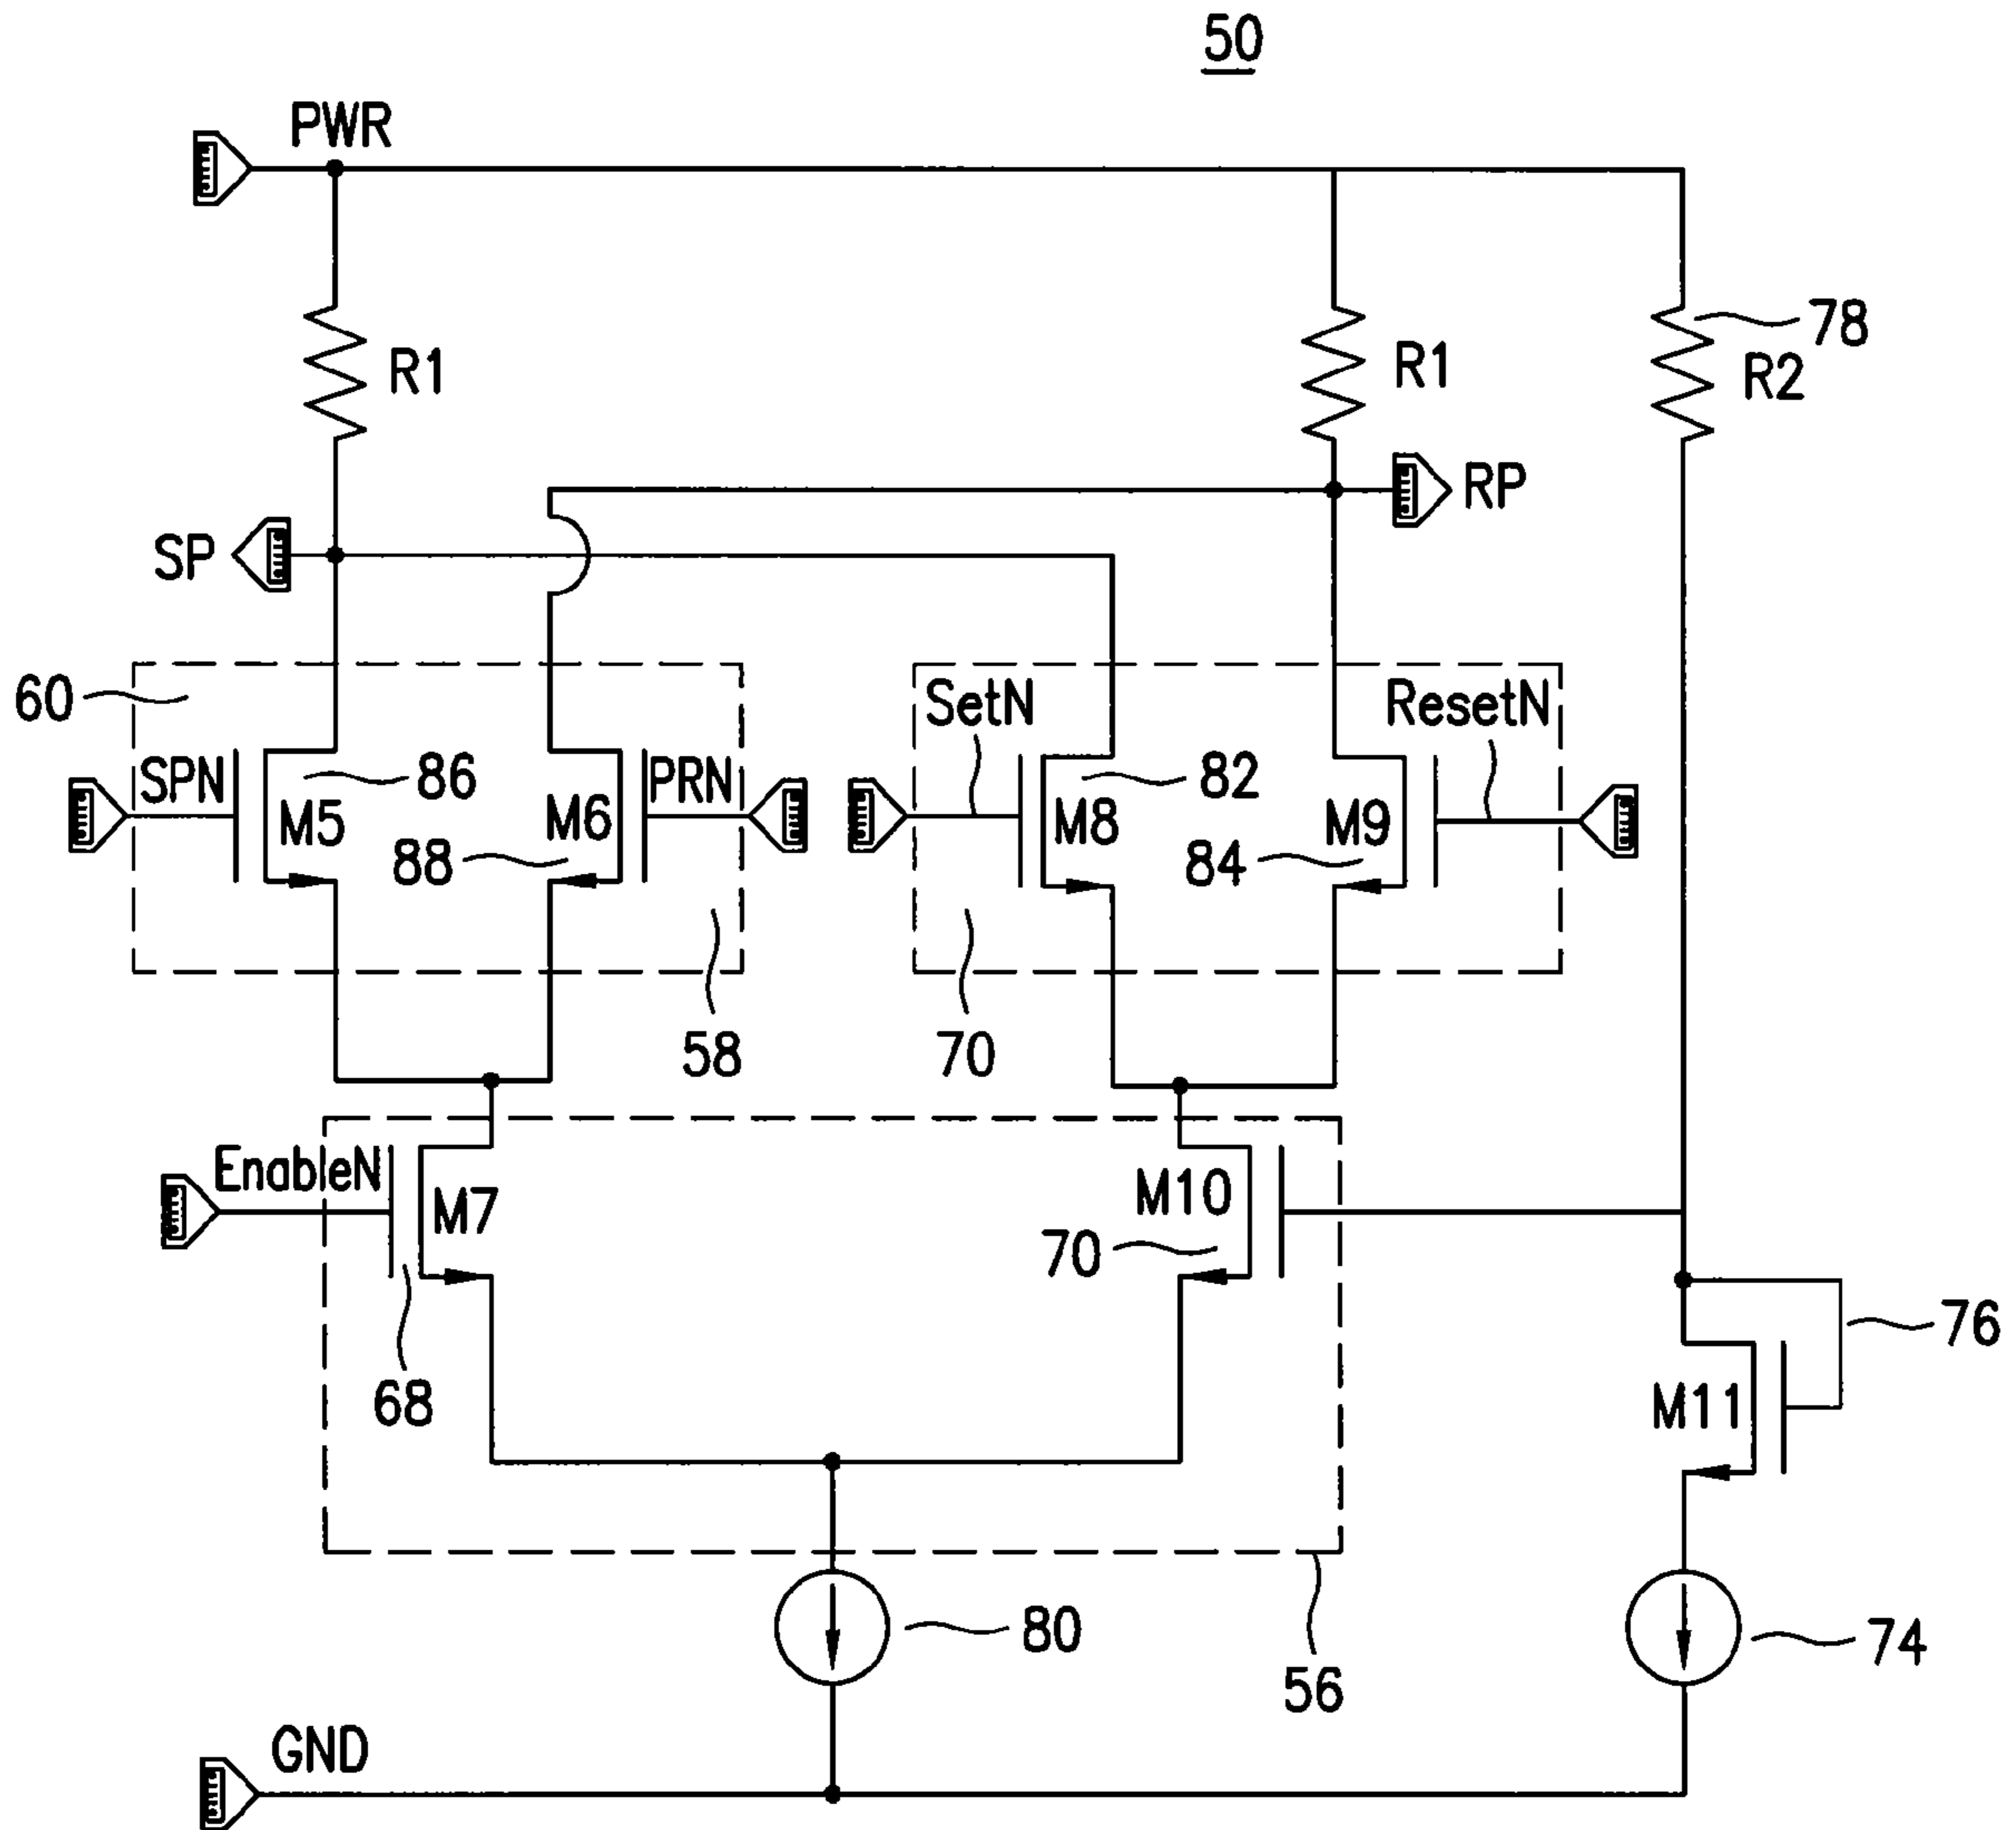 50
PWR
R1
R1
78
R2
RP
SP
60
SetN
ResetN
SPN
86
PRN
82
M5
M6
M8
M9
88
84
58
70
EnableN
M7
M10
70
76
68
M11
80
74
56
GND